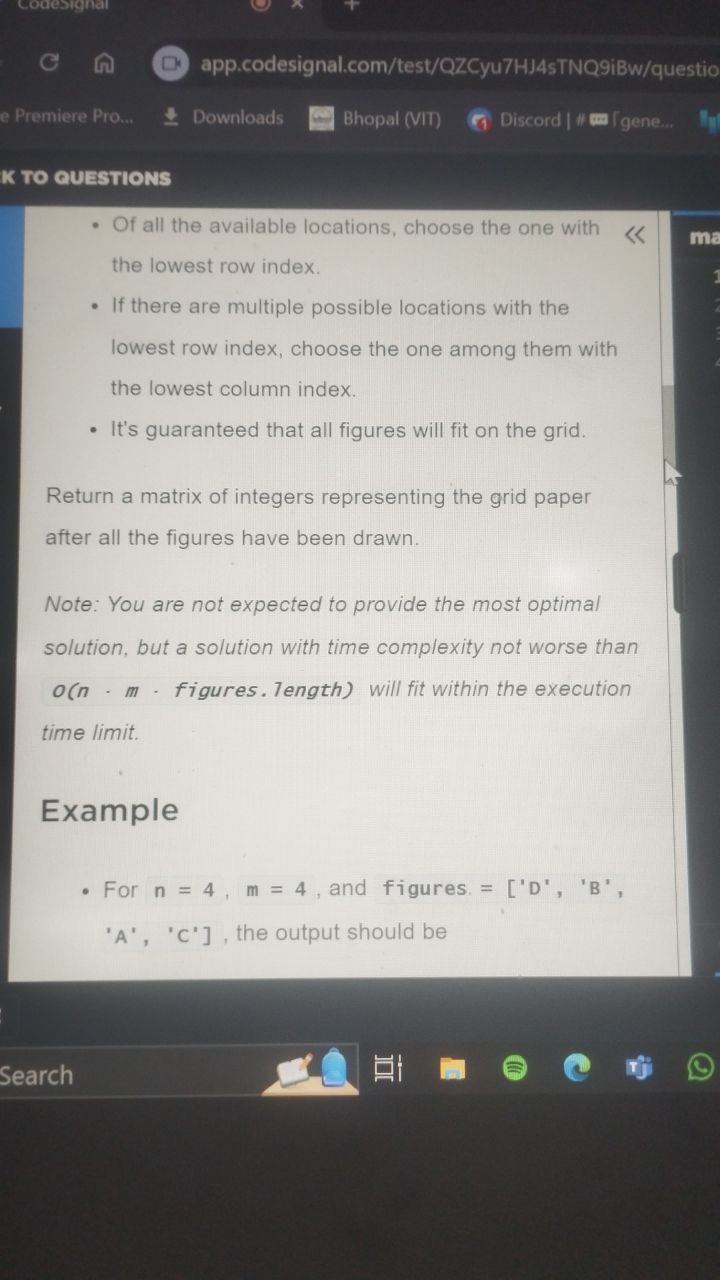 CodeSignal
app.codesignal.com/test/QZCyu7HJ4sTNQ9iBw/questio
e Premiere Pro... Downloads Bhopal (VIT) Discord | # gene...
K TO QUESTIONS
• Of all the available locations, choose the one with
the lowest row index.
• If there are multiple possible locations with the
lowest row index, choose the one among them with
the lowest column index.
• It's guaranteed that all figures will fit on the grid.
Return a matrix of integers representing the grid paper
after all the figures have been drawn.
Note: You are not expected to provide the most optimal
solution, but a solution with time complexity not worse than
O(n · m · figures.length) will fit within the execution
time limit.
Example
• For n = 4, m = 4, and figures = ['D', 'B',
'A', 'C'], the output should be
Search